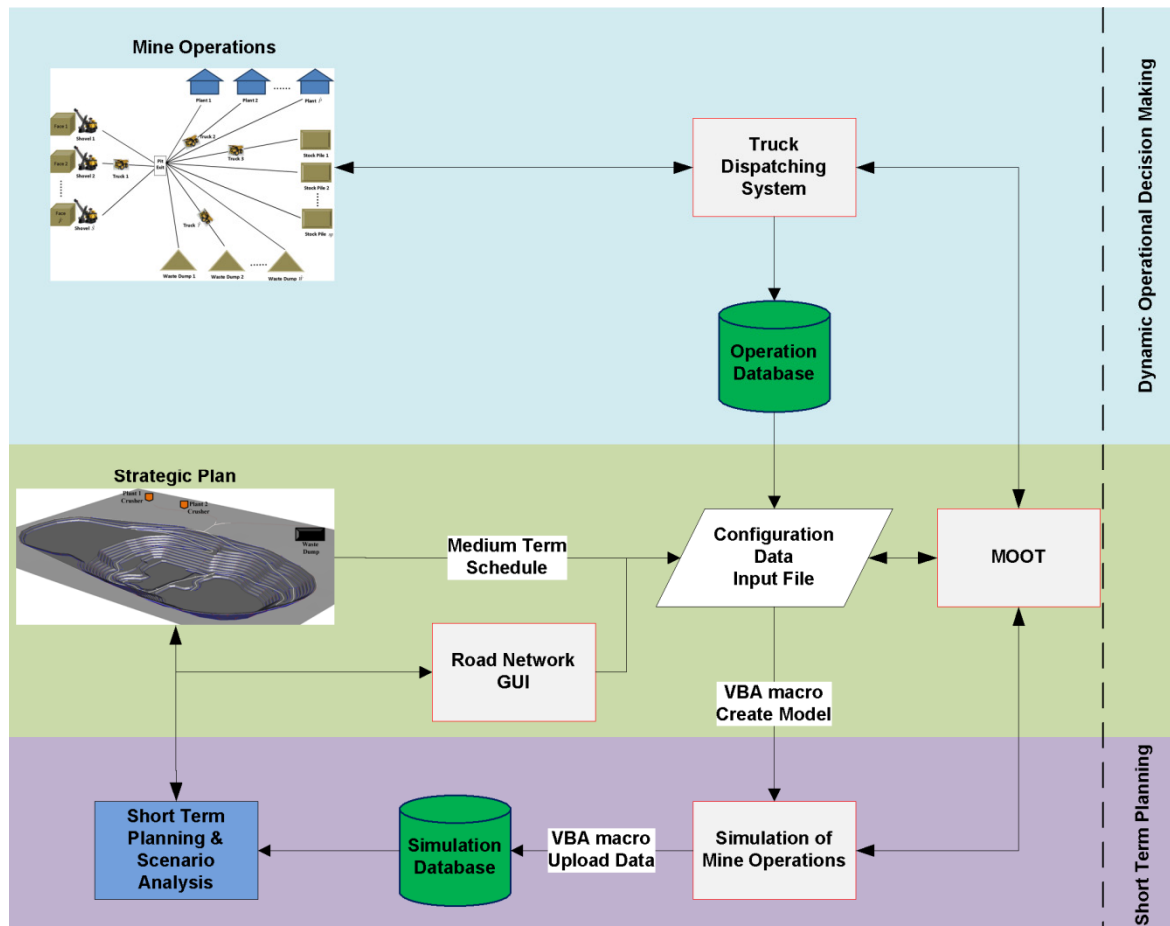 Mine Operations
Plant 1
Plant 2
Plant P
Face 1
Shovel 1
Face 2
Shovel 2
Face
Shovel S
Truck 1
Pit
Exit
Truck 2
Truck 3
Truck
Stock Pile 1
Stock Pile 2
Stock Pile
Waste Dump 1
Waste Dump 2
Waste Dump W
Truck
Dispatching
System
Operation
Database
Dynamic Operational Decision Making
Strategic Plan
Plant 1
Crusher
Plant 2
Crusher
Waste
Dump
Medium Term
Schedule
Configuration
Data
Input File
MOOT
Road Network
GUI
VBA macro
Create Model
Short Term
Planning &
Scenario
Analysis
Simulation
Database
VBA macro
Upload Data
Simulation of
Mine Operations
Short Term Planning